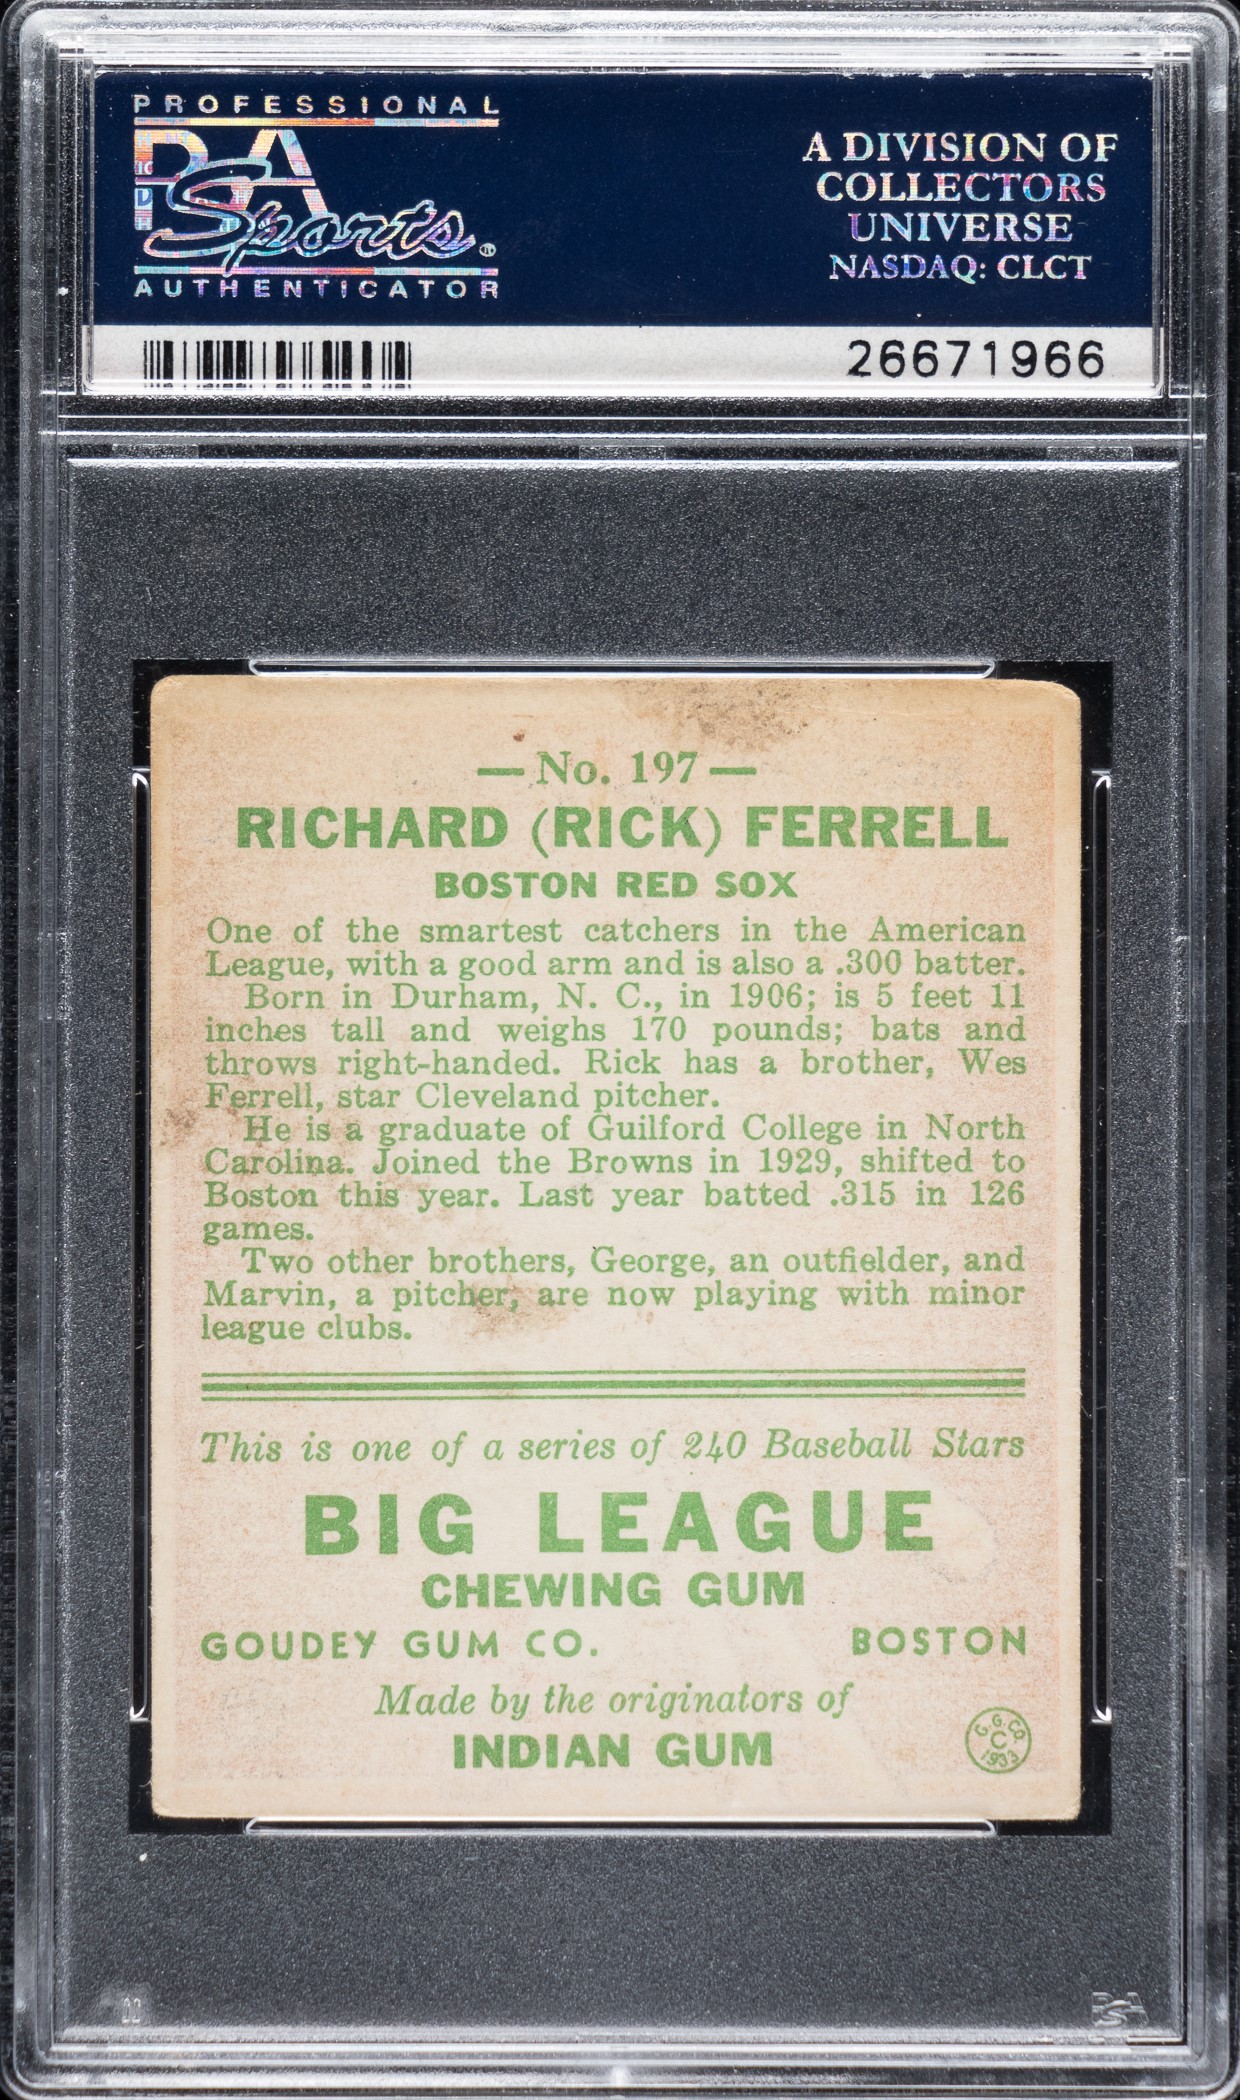 PROFESSIONAL
PSA
Sports
AUTHENTICATOR
A DIVISION OF
COLLECTORS
UNIVERSE
NASDAQ: CLCT
26671966
— No. 197 —
RICHARD (RICK) FERRELL
BOSTON RED SOX
One of the smartest catchers in the American
League, with a good arm and is also a .300 batter.
Born in Durham, N. C., in 1906; is 5 feet 11
inches tall and weighs 170 pounds; bats and
throws right-handed. Rick has a brother, Wes
Ferrell, star Cleveland pitcher.
He is a graduate of Guilford College in North
Carolina. Joined the Browns in 1929, shifted to
Boston this year. Last year batted .315 in 126
games.
Two other brothers, George, an outfielder, and
Marvin, a pitcher, are now playing with minor
league clubs.
This is one of a series of 240 Baseball Stars
BIG LEAGUE
CHEWING GUM
GOUDEY GUM CO. BOSTON
Made by the originators of
INDIAN GUM
G.G.CO.
C
1933
PSA